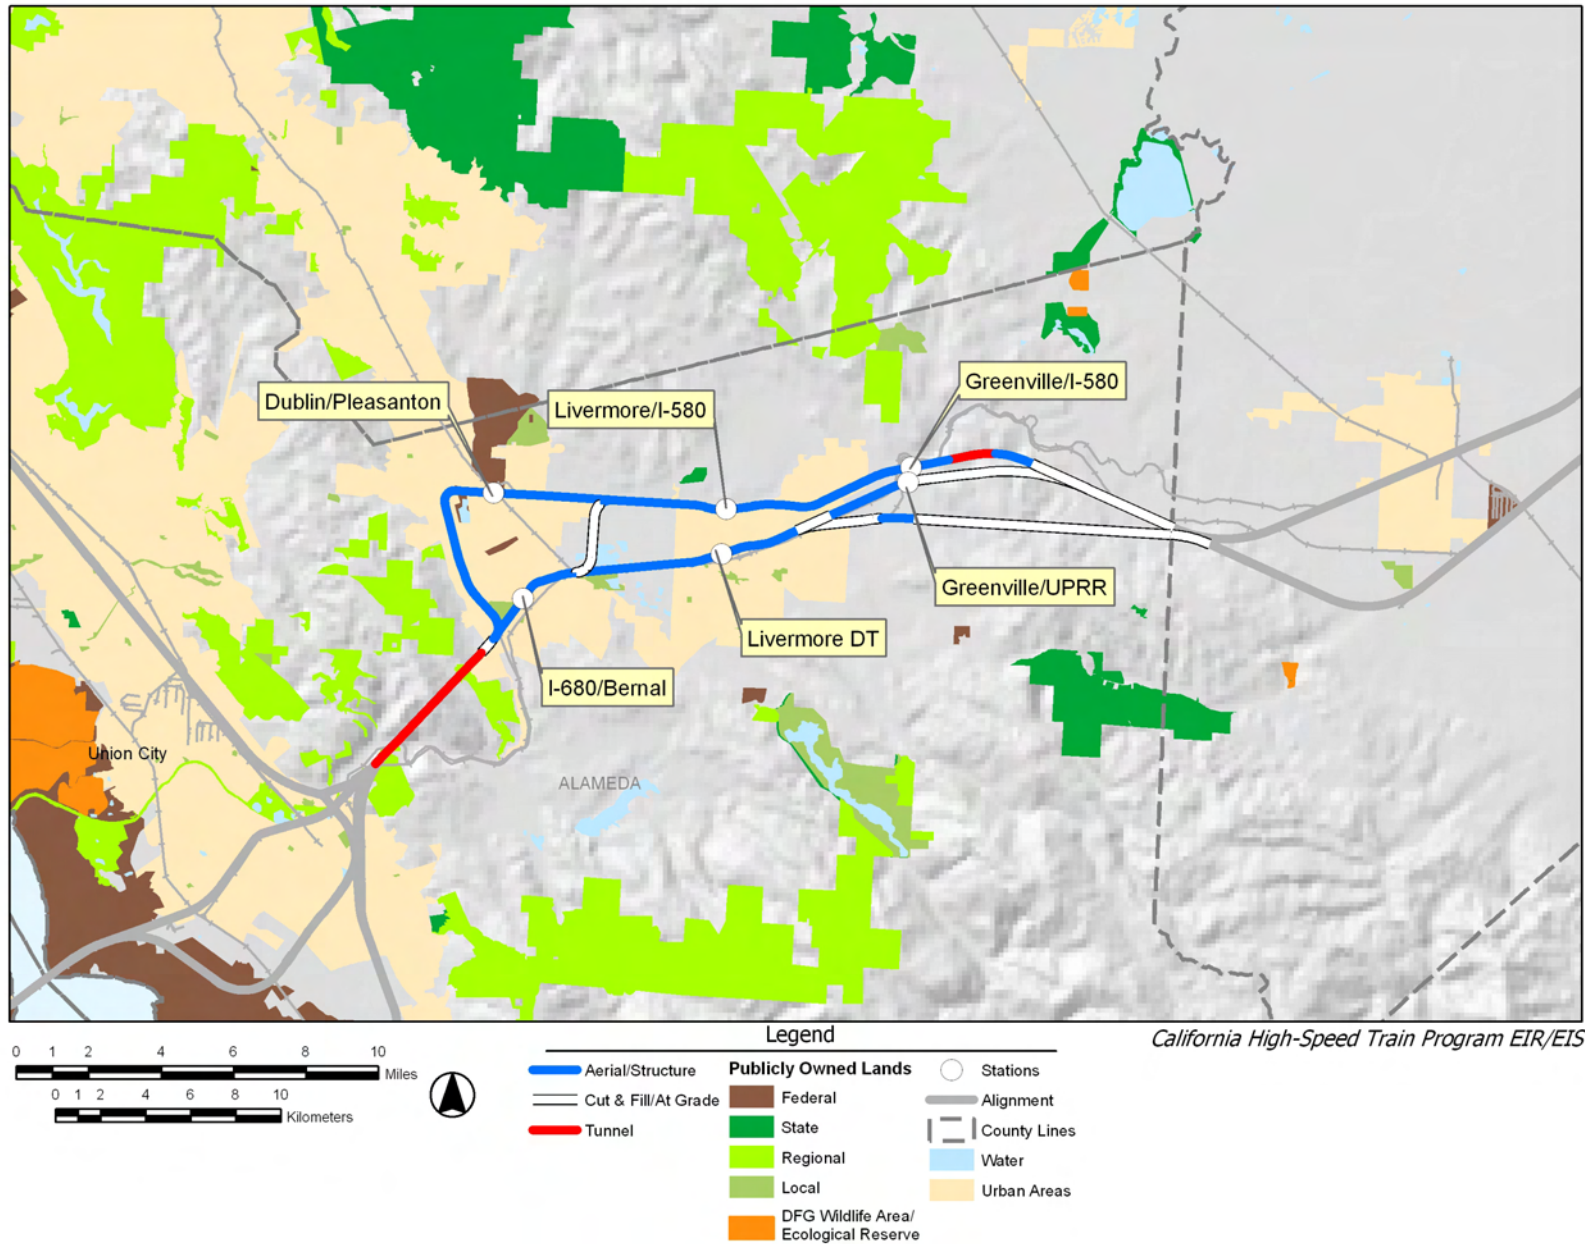 Greenville/I-580
Dublin/Pleasanton
Livermore/I-580
Greenville/UPRR
Livermore DT
I-680/Bernal
Union City
ALAMEDA
Legend
California High-Speed Train Program EIR/EIS
0 1 2 4 6 8 10
Miles
0 1 2 4 6 8 10
Kilometers
Aerial/Structure
Cut & Fill/At Grade
Tunnel
Publicly Owned Lands
Federal
State
Regional
Local
DFG Wildlife Area/
Ecological Reserve
Stations
Alignment
County Lines
Water
Urban Areas